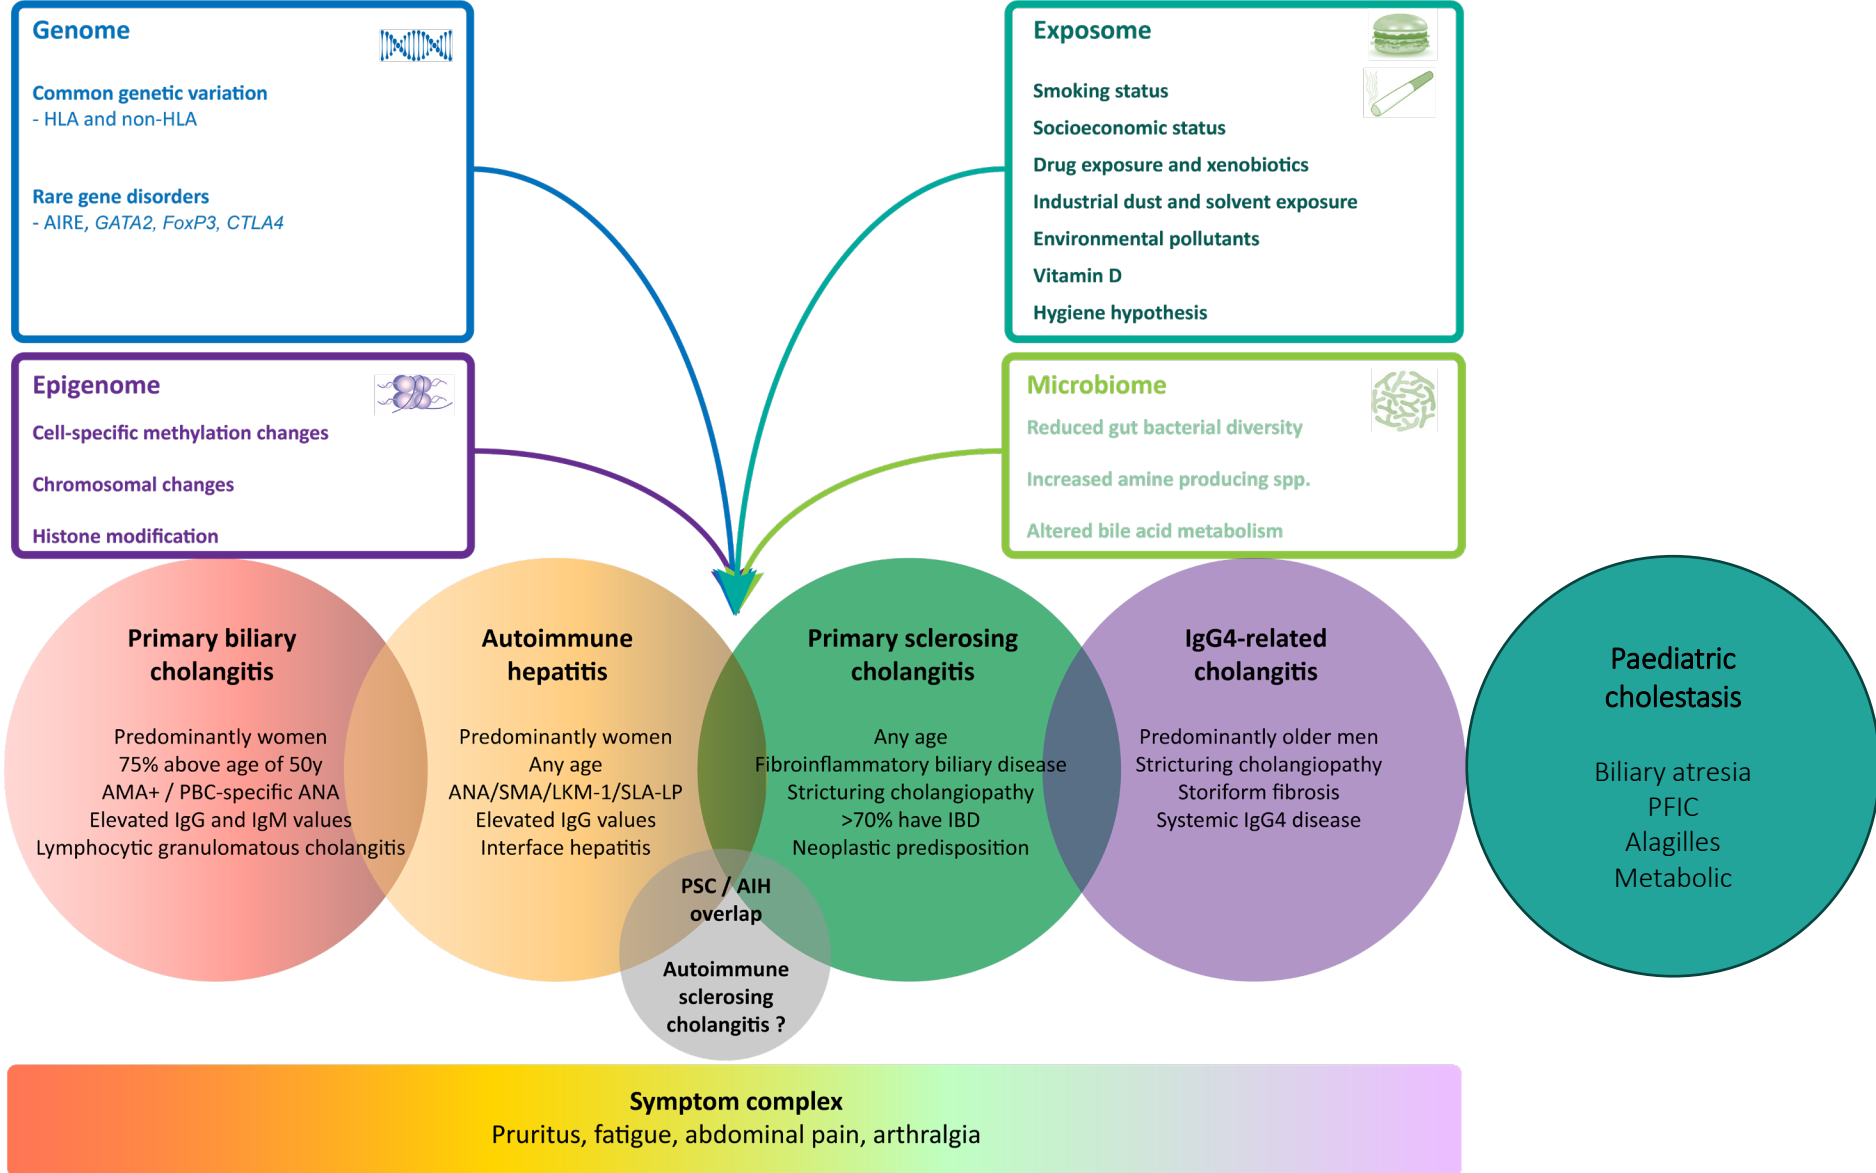 Genome
Common genetic variation
- HLA and non-HLA
Rare gene disorders
- AIRE, GATA2, FoxP3, CTLA4
Exposome
Smoking status
Socioeconomic status
Drug exposure and xenobiotics
Industrial dust and solvent exposure
Environmental pollutants
Vitamin D
Hygiene hypothesis
Epigenome
Cell-specific methylation changes
Chromosomal changes
Histone modification
Microbiome
Reduced gut bacterial diversity
Increased amine producing spp.
Altered bile acid metabolism
Primary biliary
cholangitis
Predominantly women
75% above age of 50y
AMA+ / PBC-specific ANA
Elevated IgG and IgM values
Lymphocytic granulomatous cholangitis
Autoimmune
hepatitis
Predominantly women
Any age
ANA/SMA/LKM-1/SLA-LP
Elevated IgG values
Interface hepatitis
Primary sclerosing
cholangitis
Any age
Fibroinflammatory biliary disease
Stricturing cholangiopathy
>70% have IBD
Neoplastic predisposition
IgG4-related
cholangitis
Predominantly older men
Stricturing cholangiopathy
Storiform fibrosis
Systemic IgG4 disease
Paediatric
cholestasis
Biliary atresia
PFIC
Alagilles
Metabolic
PSC / AIH
overlap
Autoimmune
sclerosing
cholangitis ?
Symptom complex
Pruritus, fatigue, abdominal pain, arthralgia